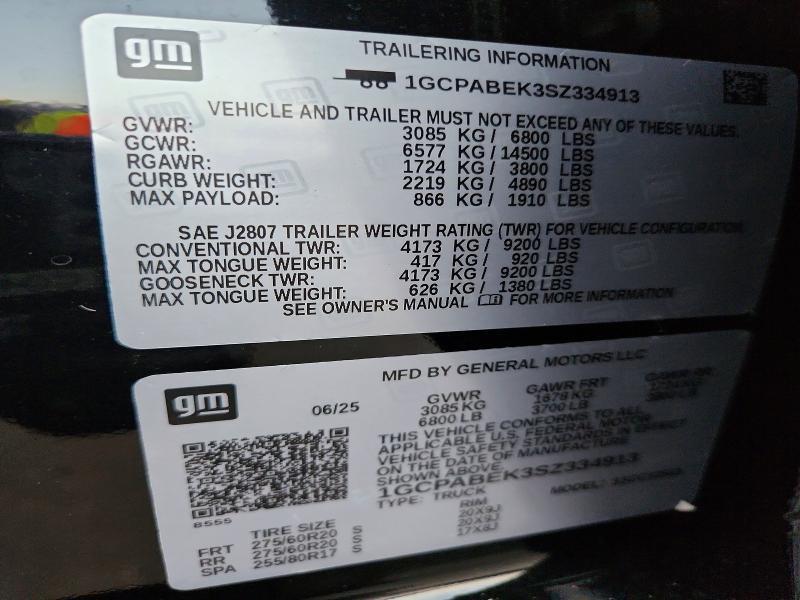 gm
TRAILERING INFORMATION
1GCPABEK3SZ334913
VEHICLE AND TRAILER MUST NOT EXCEED ANY OF THESE VALUES.
GVWR: 3085 KG / 6800 LBS
GCWR: 6577 KG / 14500 LBS
RGAWR: 1724 KG / 3800 LBS
CURB WEIGHT: 2219 KG / 4890 LBS
MAX PAYLOAD: 866 KG / 1910 LBS
SAE J2807 TRAILER WEIGHT RATING (TWR) FOR VEHICLE CONFIGURATION.
CONVENTIONAL TWR: 4173 KG / 9200 LBS
MAX TONGUE WEIGHT: 417 KG / 920 LBS
GOOSENECK TWR: 4173 KG / 9200 LBS
MAX TONGUE WEIGHT: 626 KG / 1380 LBS
SEE OWNER'S MANUAL FOR MORE INFORMATION
gm
MFD BY GENERAL MOTORS LLC
06/25
GVWR GAWR FRT GAWR RR
3085 KG 1678 KG 1724 KG
6800 LB 3700 LB 3800 LB
THIS VEHICLE CONFORMS TO ALL
APPLICABLE U.S. FEDERAL MOTOR
VEHICLE SAFETY STANDARDS IN EFFECT
ON THE DATE OF MANUFACTURE
SHOWN ABOVE.
1GCPABEK3SZ334913
TYPE: TRUCK MODEL:
8555
TIRE SIZE RIM
FRT 275/60R20 S 20X9J
RR 275/60R20 S 20X9J
SPA 255/80R17 S 17X8J